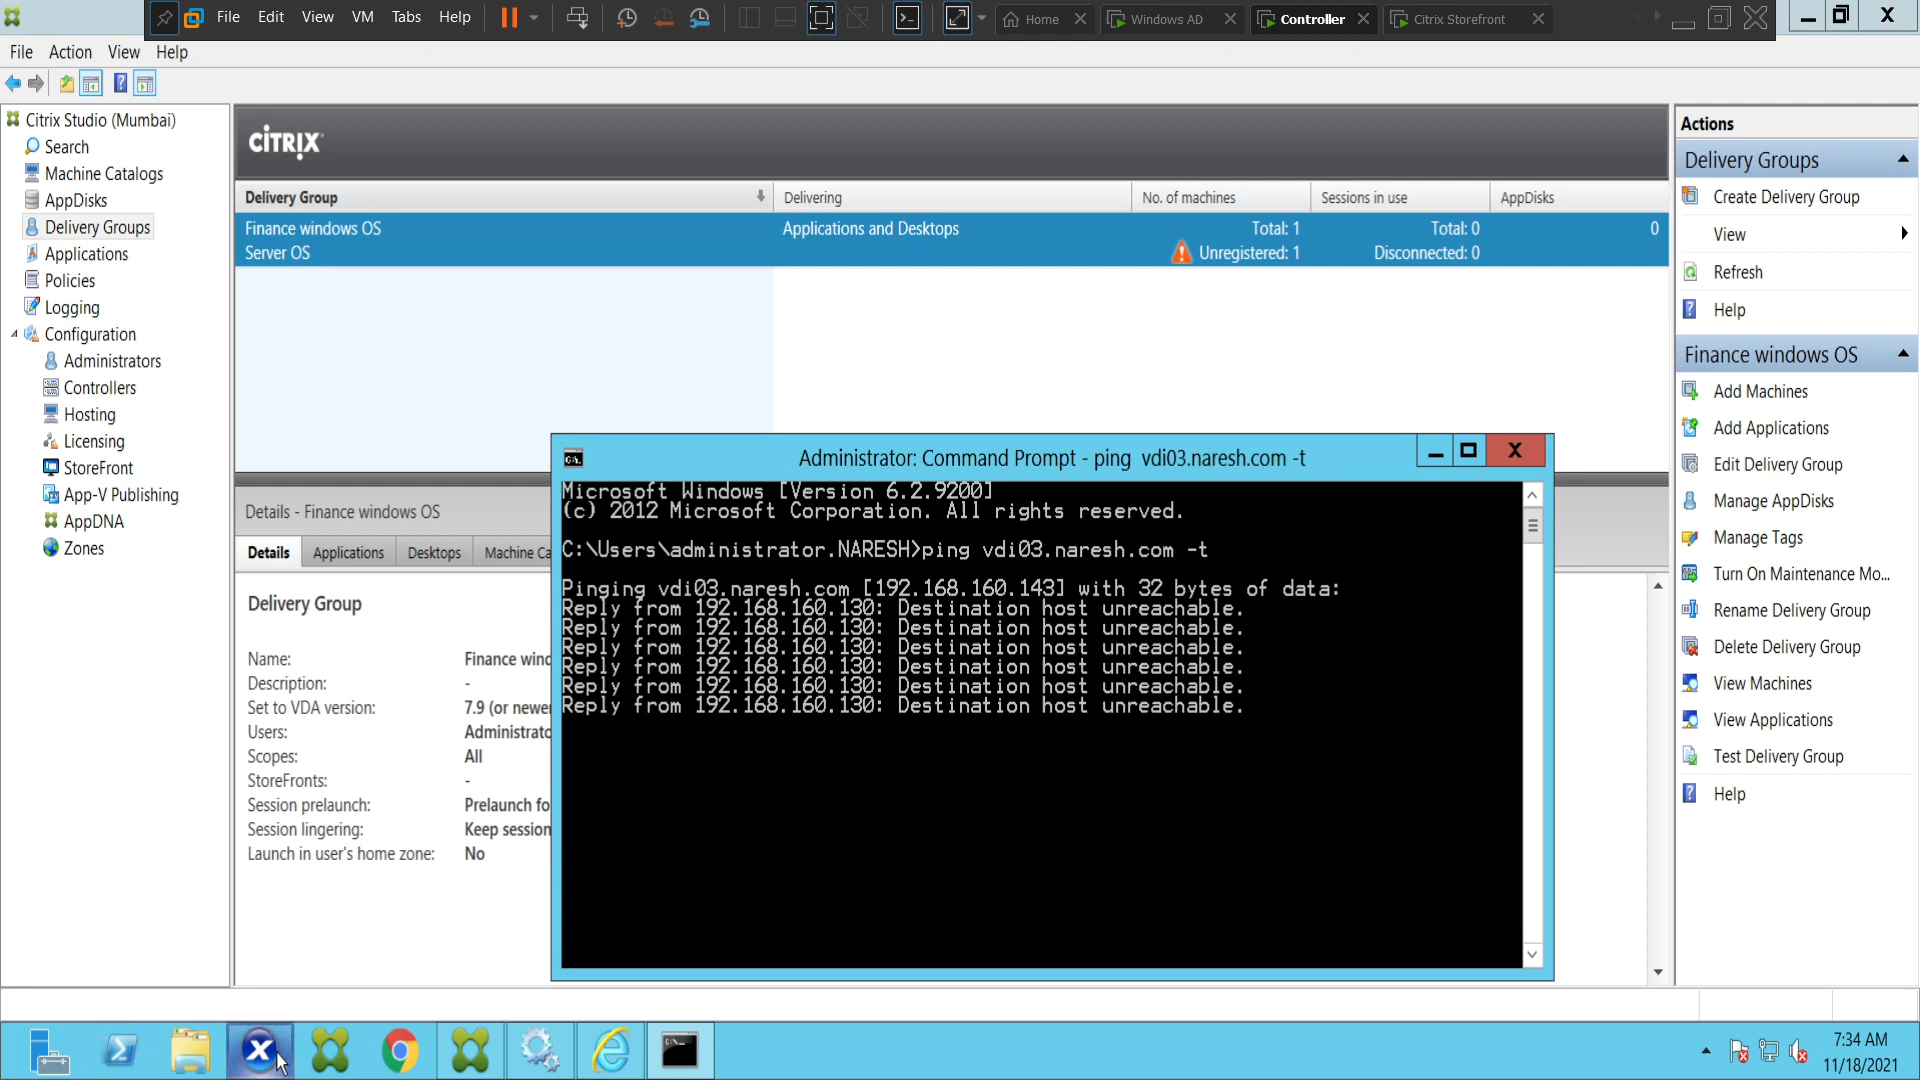 File Edit View VM Tabs Help
Home
Windows AD
Controller
Citrix Storefront
File Action View Help
Citrix Studio (Mumbai)
Search
Machine Catalogs
AppDisks
Delivery Groups
Applications
Policies
Logging
Configuration
Administrators
Controllers
Hosting
Licensing
StoreFront
App-V Publishing
AppDNA
Zones
CITRIX
Delivery Group Delivering No. of machines Sessions in use AppDisks
Finance windows OS Applications and Desktops Total: 1 Total: 0 0
Server OS Unregistered: 1 Disconnected: 0
Details - Finance windows OS
Details Applications Desktops Machine Ca
Delivery Group
Name: Finance wind
Description: -
Set to VDA version: 7.9 (or newe
Users: Administrato
Scopes: All
StoreFronts: -
Session prelaunch: Prelaunch fo
Session lingering: Keep session
Launch in user's home zone: No
Administrator: Command Prompt - ping vdi03.naresh.com -t
Microsoft Windows [Version 6.2.9200]
(c) 2012 Microsoft Corporation. All rights reserved.
C:\Users\administrator.NARESH>ping vdi03.naresh.com -t
Pinging vdi03.naresh.com [192.168.160.143] with 32 bytes of data:
Reply from 192.168.160.130: Destination host unreachable.
Reply from 192.168.160.130: Destination host unreachable.
Reply from 192.168.160.130: Destination host unreachable.
Reply from 192.168.160.130: Destination host unreachable.
Reply from 192.168.160.130: Destination host unreachable.
Reply from 192.168.160.130: Destination host unreachable.
Actions
Delivery Groups
Create Delivery Group
View
Refresh
Help
Finance windows OS
Add Machines
Add Applications
Edit Delivery Group
Manage AppDisks
Manage Tags
Turn On Maintenance Mo...
Rename Delivery Group
Delete Delivery Group
View Machines
View Applications
Test Delivery Group
Help
7:34 AM
11/18/2021